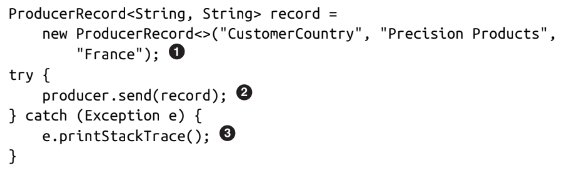 ProducerRecord<String, String> record =
    new ProducerRecord<>("CustomerCountry", "Precision Products",
        "France"); ❶
try {
    producer.send(record); ❷
} catch (Exception e) {
    e.printStackTrace(); ❸
}